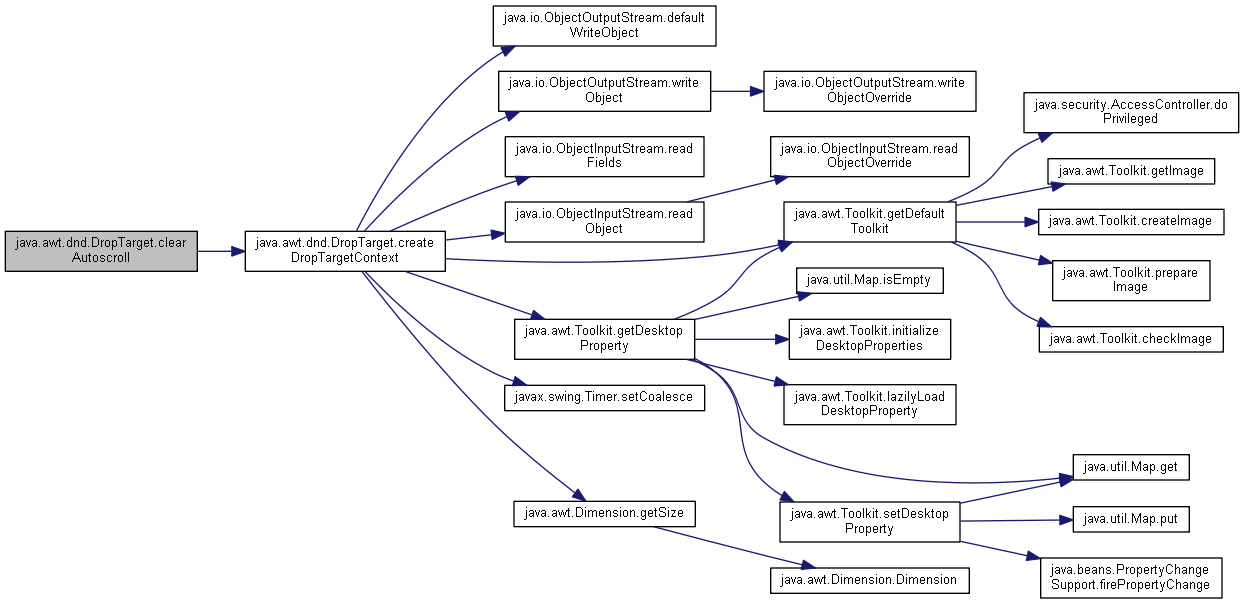 java.io.ObjectOutputStream.default
WriteObject
java.io.ObjectOutputStream.write
Object
java.io.ObjectOutputStream.write
ObjectOverride
java.security.AccessController.do
Privileged
java.io.ObjectInputStream.read
Fields
java.io.ObjectInputStream.read
ObjectOverride
java.awt.Toolkit.getImage
java.io.ObjectInputStream.read
Object
java.awt.Toolkit.getDefault
Toolkit
java.awt.Toolkit.createImage
java.awt.dnd.DropTarget.clear
Autoscroll
java.awt.dnd.DropTarget.create
DropTargetContext
java.util.Map.isEmpty
java.awt.Toolkit.prepare
Image
java.awt.Toolkit.getDesktop
Property
java.awt.Toolkit.initialize
DesktopProperties
java.awt.Toolkit.checkImage
javax.swing.Timer.setCoalesce
java.awt.Toolkit.lazilyLoad
DesktopProperty
java.util.Map.get
java.awt.Dimension.getSize
java.awt.Toolkit.setDesktop
Property
java.util.Map.put
java.awt.Dimension.Dimension
java.beans.PropertyChange
Support.firePropertyChange